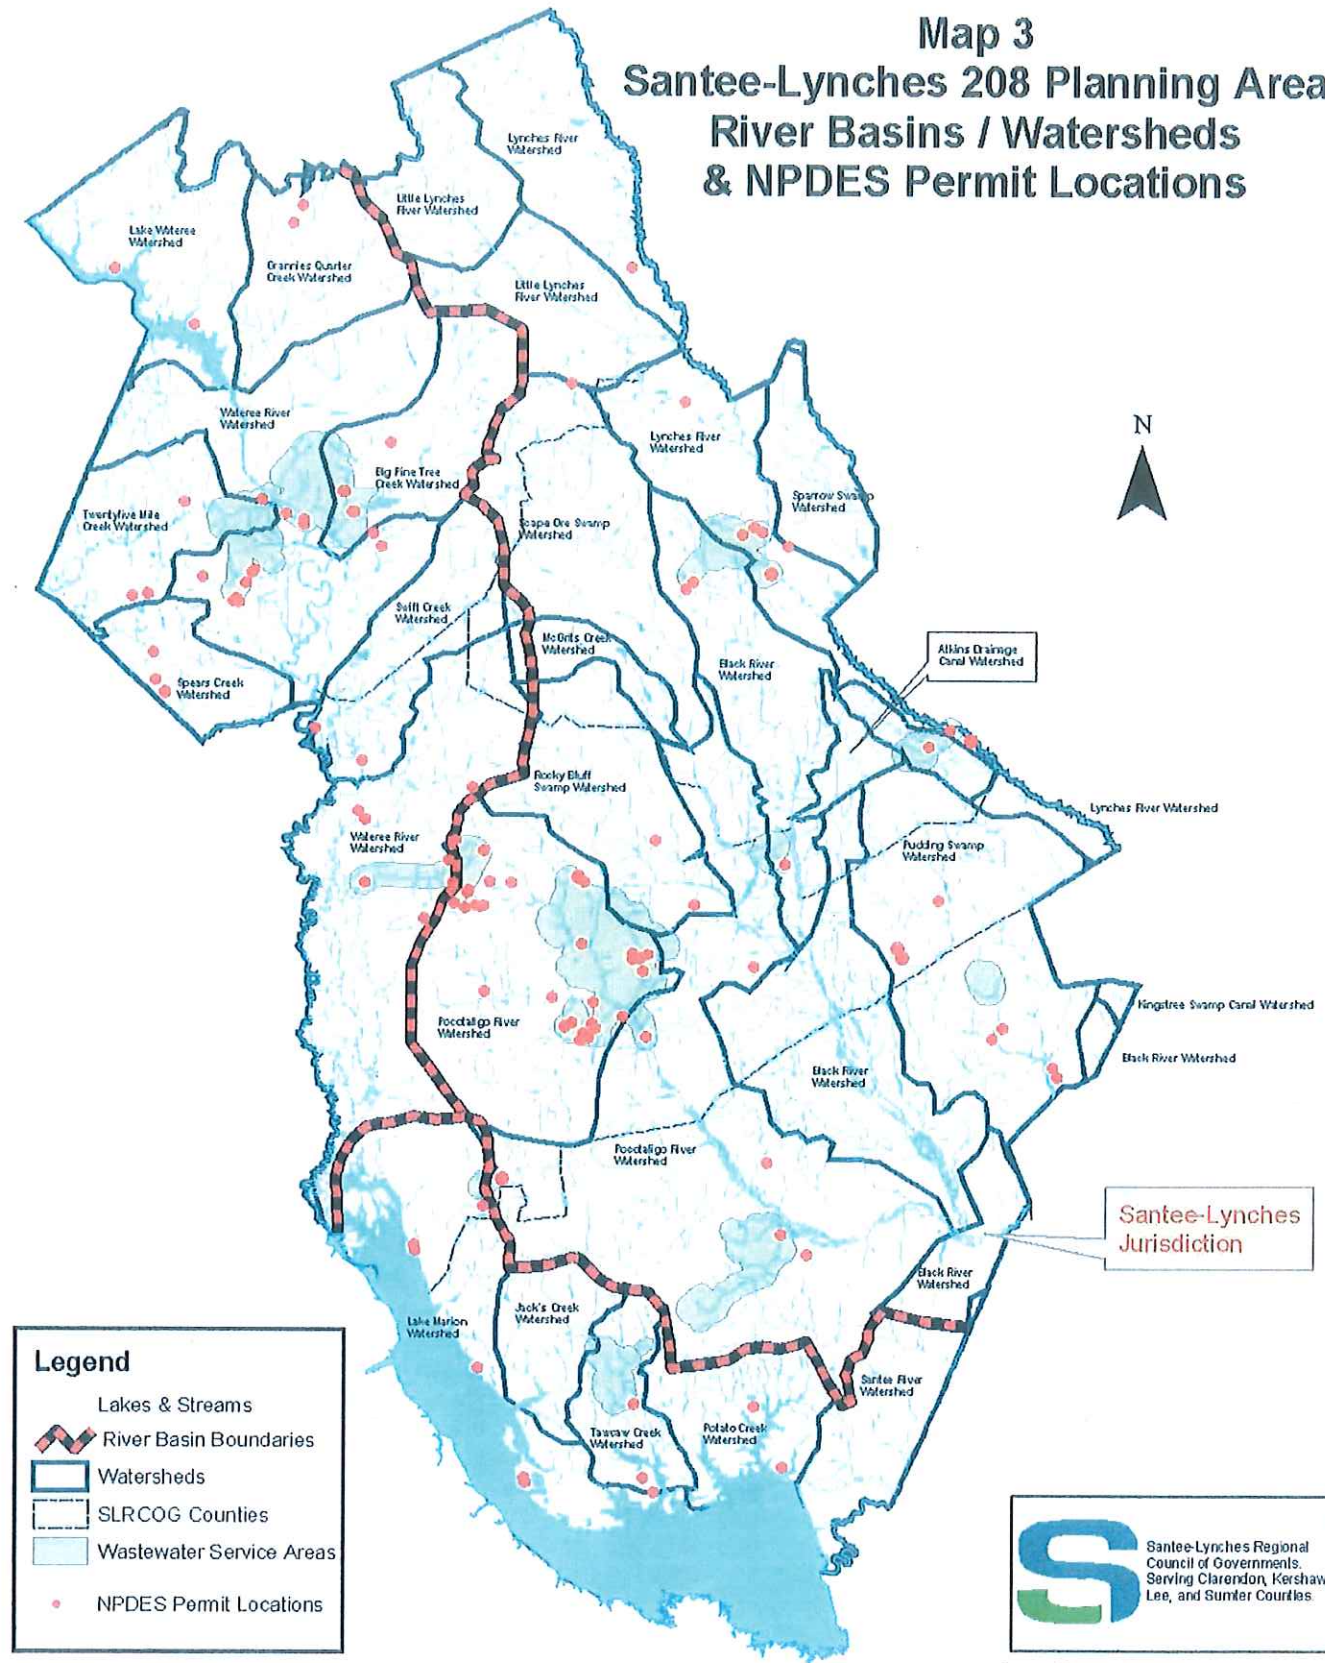 Map 3
Santee-Lynches 208 Planning Area
River Basins / Watersheds
& NPDES Permit Locations
Lynches River
Watershed
Little Lynches
River Watershed
Lake Wateree
Watershed
Grannies Quarter
Creek Watershed
Little Lynches
River Watershed
Wateree River
Watershed
Lynches River
Watershed
N
Big Pine Tree
Creek Watershed
Sparrow Swamp
Watershed
Twentyfive Mile
Creek Watershed
Scape Ore Swamp
Watershed
Swift Creek
Watershed
McGrits Creek
Watershed
Black River
Watershed
Atkins Drainage
Canal Watershed
Spears Creek
Watershed
Rocky Bluff
Swamp Watershed
Lynches River Watershed
Wateree River
Watershed
Pudding Swamp
Watershed
Kingstree Swamp Canal Watershed
Pocotaligo River
Watershed
Black River Watershed
Black River
Watershed
Pocotaligo River
Watershed
Santee-Lynches
Jurisdiction
Black River
Watershed
Jack's Creek
Watershed
Lake Marion
Watershed
Santee River
Watershed
Tawcaw Creek
Watershed
Potato Creek
Watershed
Legend
Lakes & Streams
River Basin Boundaries
Watersheds
SLRCOG Counties
Wastewater Service Areas
NPDES Permit Locations
Santee-Lynches Regional
Council of Governments.
Serving Clarendon, Kershaw
Lee, and Sumter Counties.